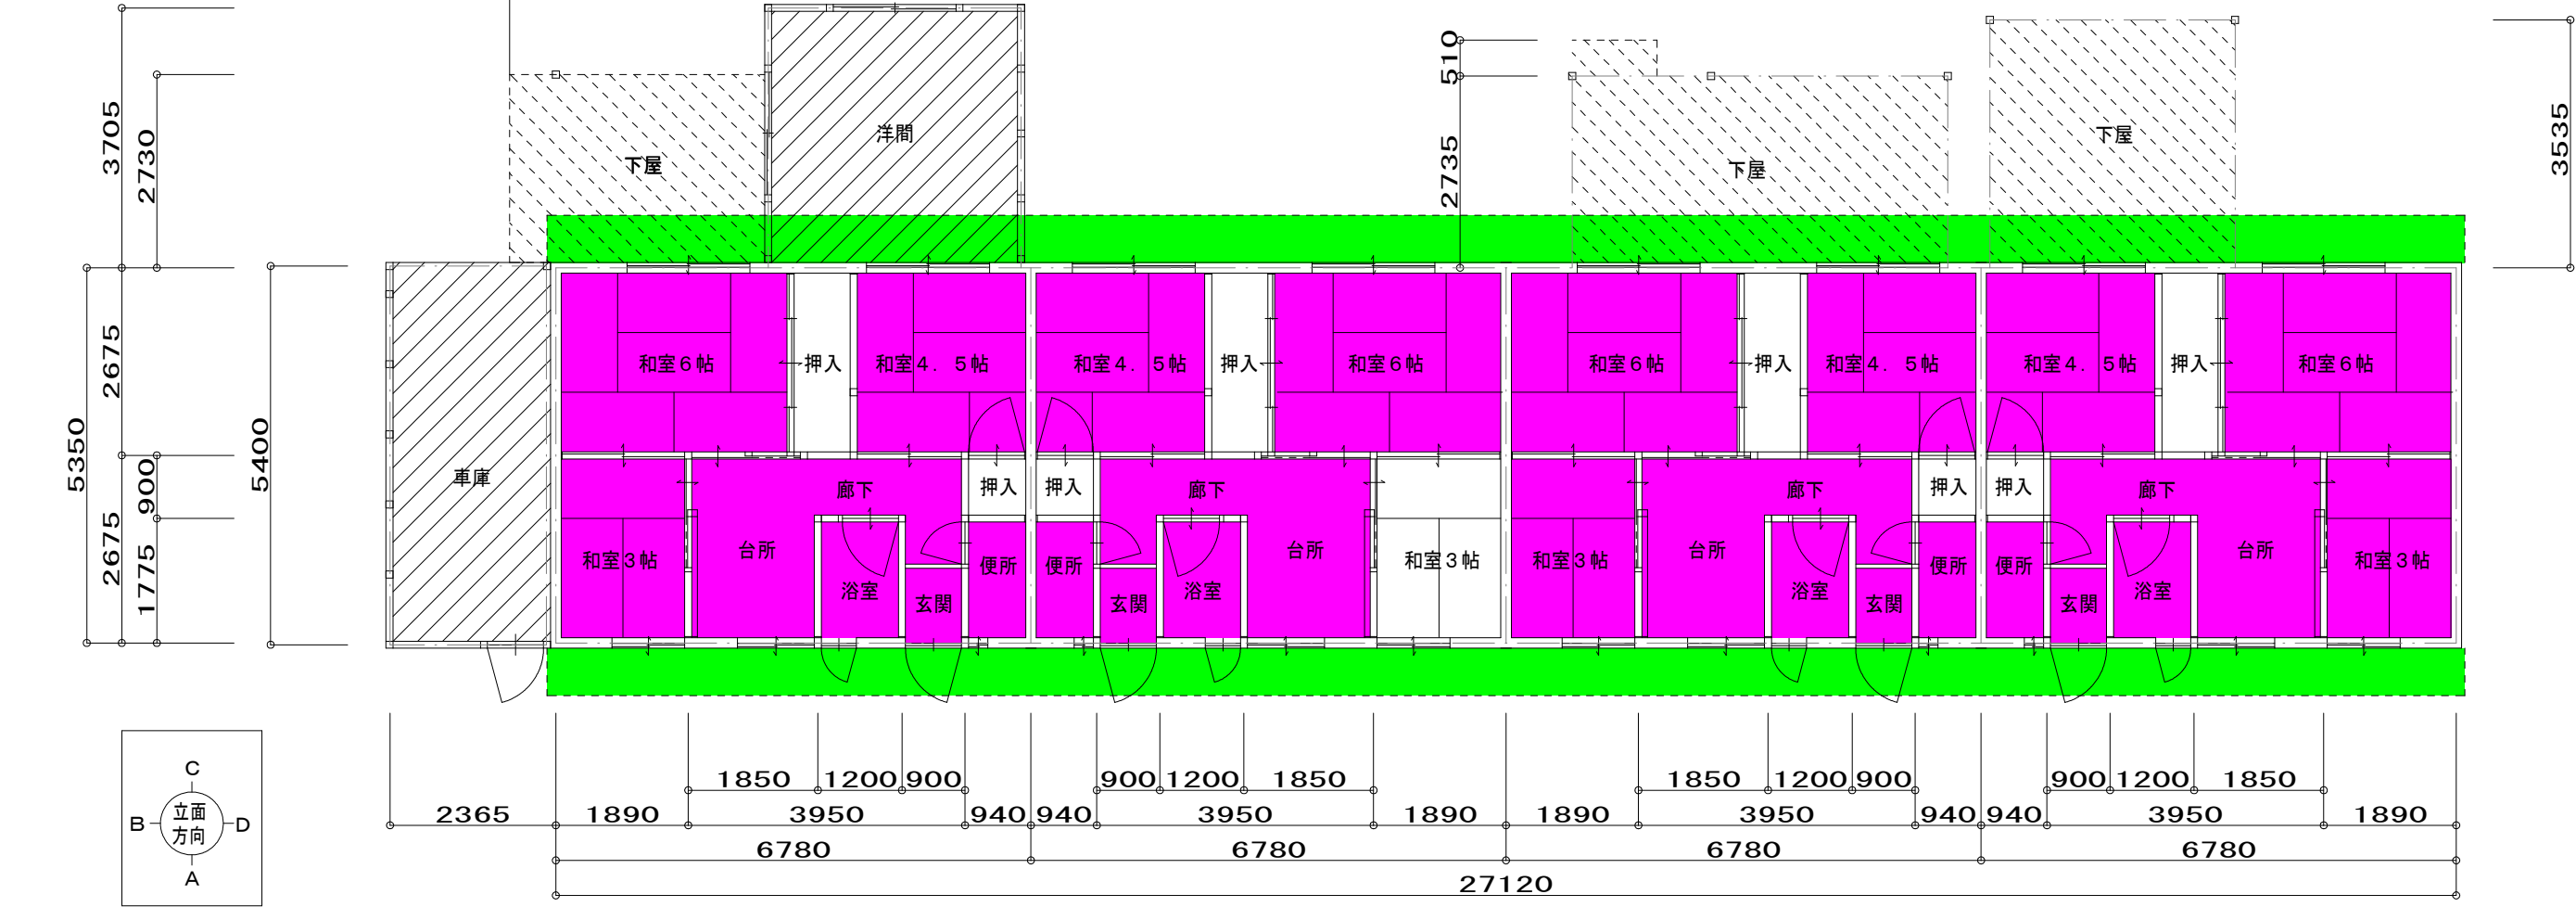 3705
2730
2675
900
5350
5400
2675
1775
510
2735
3535
下屋
洋間
下屋
下屋
車庫
和室6帖
押入
和室4. 5帖
和室4. 5帖
押入
和室6帖
和室6帖
押入
和室4. 5帖
和室4. 5帖
押入
和室6帖
廊下
押入
押入
廊下
廊下
押入
押入
廊下
和室3帖
台所
浴室
玄関
便所
便所
玄関
浴室
台所
和室3帖
和室3帖
台所
浴室
玄関
便所
便所
玄関
浴室
台所
和室3帖
C
B
立面
方向
D
A
1850
1200
900
900
1200
1850
1850
1200
900
900
1200
1850
2365
1890
3950
940
940
3950
1890
1890
3950
940
940
3950
1890
6780
6780
6780
6780
27120